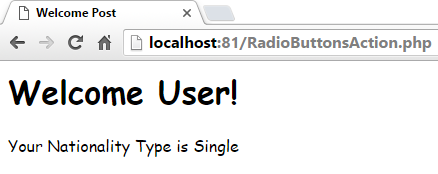 Welcome Post
localhost:81/RadioButtonsAction.php
Welcome User!
Your Nationality Type is Single